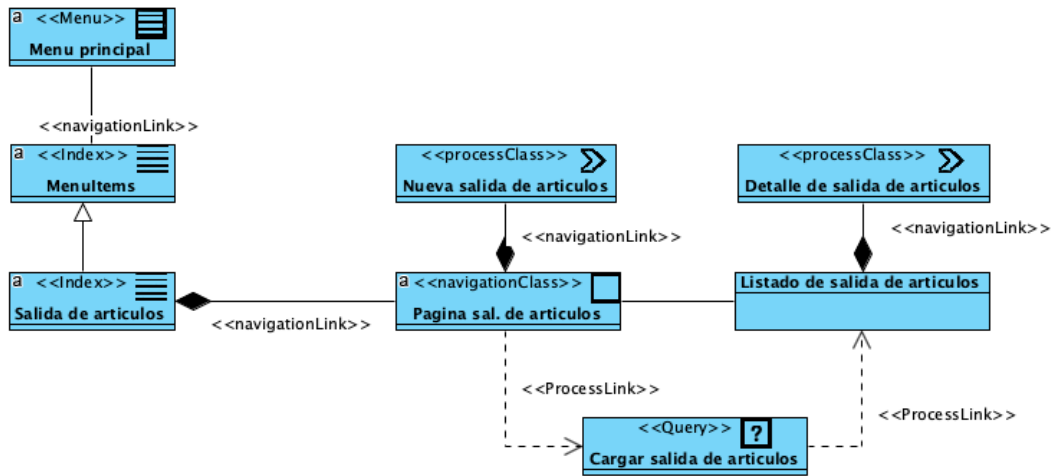 a <<Menu>>
Menu principal
<<navigationLink>>
a <<Index>>
MenuItems
<<processClass>>
Nueva salida de articulos
<<processClass>>
Detalle de salida de articulos
<<navigationLink>>
<<navigationLink>>
a <<Index>>
Salida de articulos
<<navigationLink>>
a <<navigationClass>>
Pagina sal. de articulos
Listado de salida de articulos
<<ProcessLink>>
<<ProcessLink>>
<<Query>> ?
Cargar salida de articulos